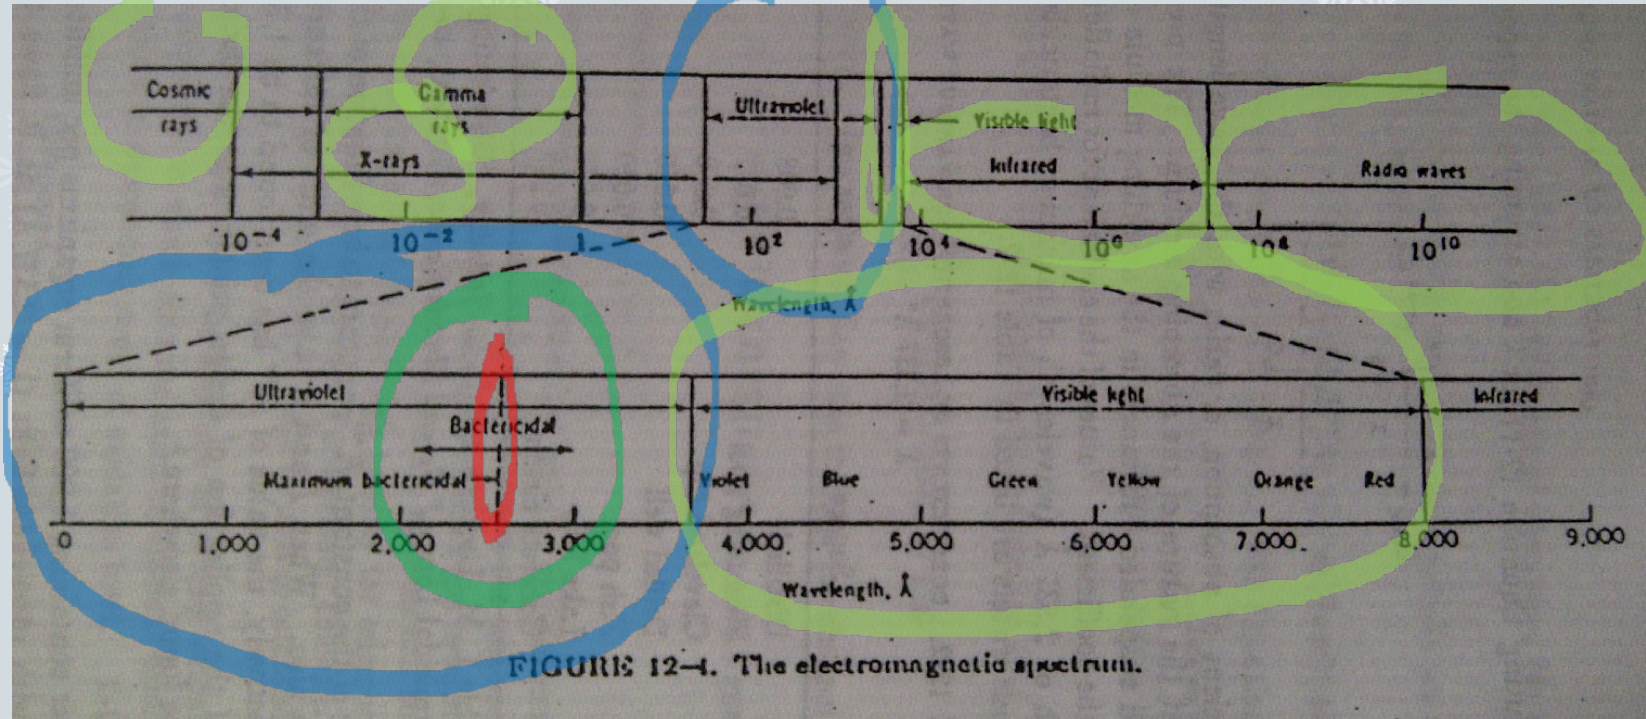 Cosmic
rays
Gamma
rays
X-rays
Ultraviolet
Visible light
Infrared
Radio waves
10⁻⁴ 10⁻² 1 10² 10⁴ 10⁶ 10⁸ 10¹⁰
Wavelength, Å
Ultraviolet Visible light Infrared
Bactericidal
Maximum bactericidal
Violet Blue Green Yellow Orange Red
0 1,000 2,000 3,000 4,000 5,000 6,000 7,000 8,000 9,000
Wavelength, Å
FIGURE 12-4. The electromagnetic spectrum.